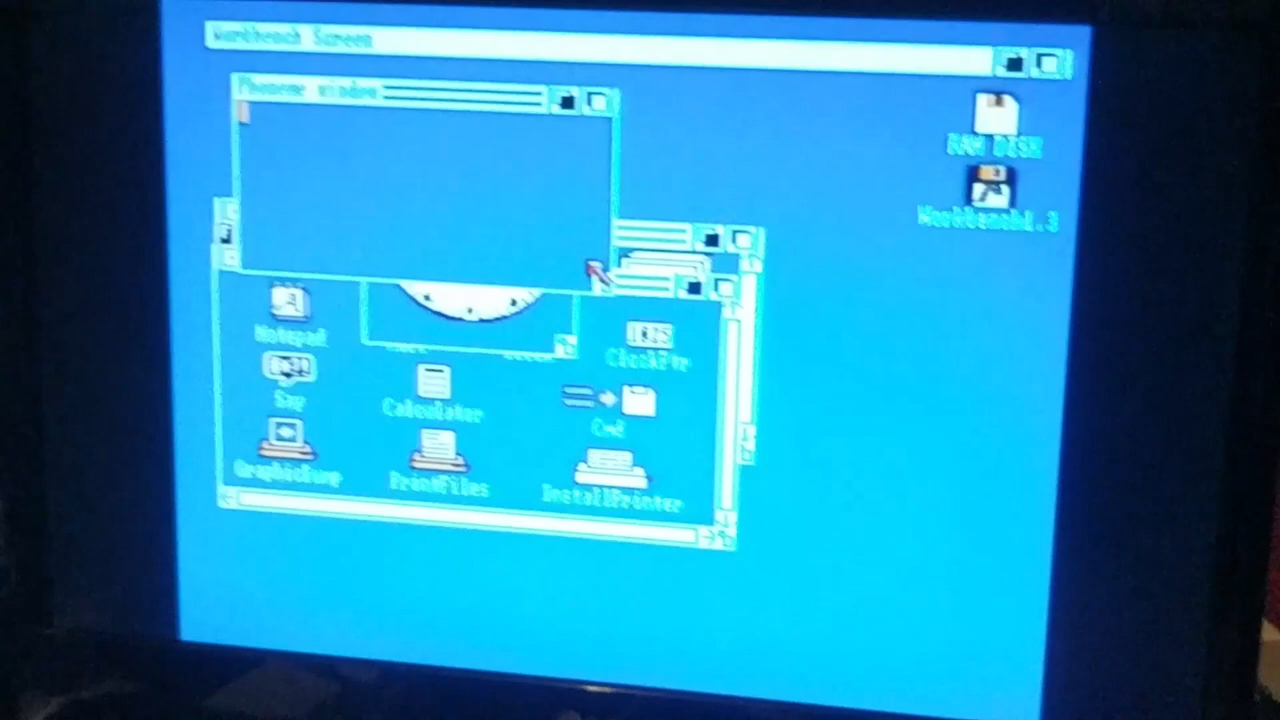 Workbench Screen
Phoneme window
RAM DISK
Workbench1.3
Notepad
ClockPtr
Say
Calculator
Cmd
GraphicDump
PrintFiles
InstallPrinter